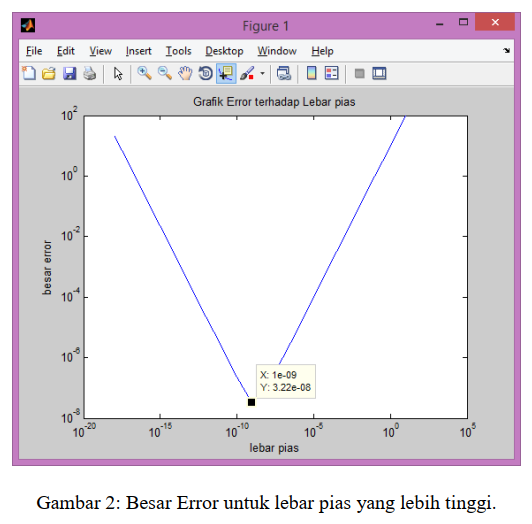 Figure 1
File Edit View Insert Tools Desktop Window Help
Grafik Error terhadap Lebar pias
10^2
10^0
10^-2
10^-4
10^-6
10^-8
besar error
X: 1e-09
Y: 3.22e-08
10^-20 10^-15 10^-10 10^-5 10^0 10^5
lebar pias
Gambar 2: Besar Error untuk lebar pias yang lebih tinggi.